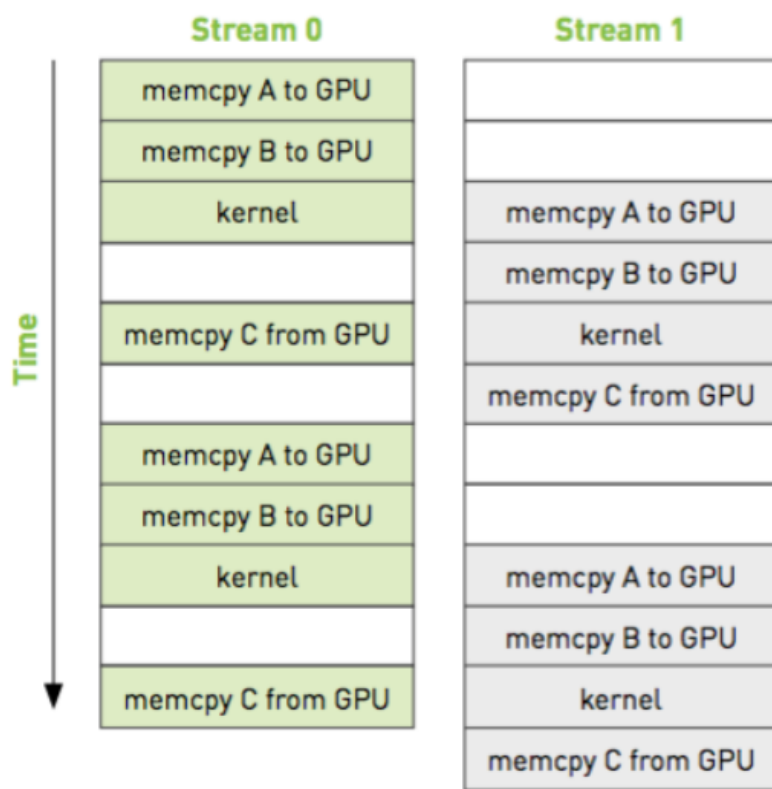 Stream 0
Stream 1
Time
memcpy A to GPU
memcpy B to GPU
kernel
memcpy C from GPU
memcpy A to GPU
memcpy B to GPU
kernel
memcpy C from GPU
memcpy A to GPU
memcpy B to GPU
kernel
memcpy C from GPU
memcpy A to GPU
memcpy B to GPU
kernel
memcpy C from GPU